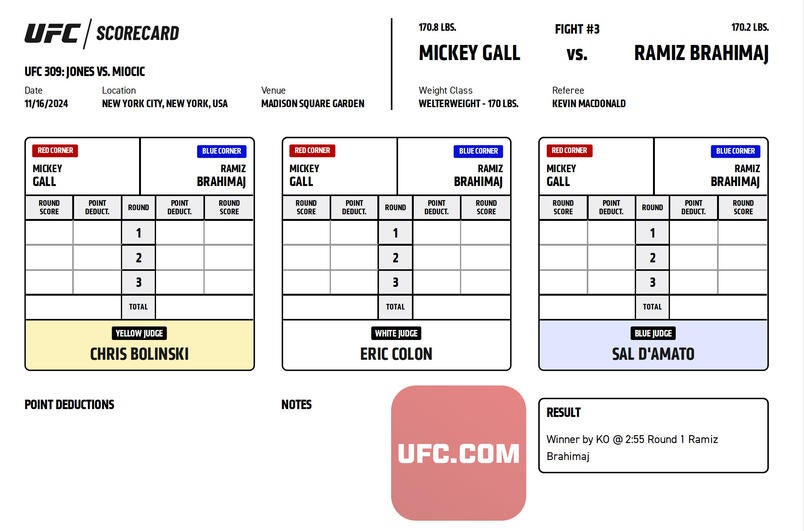 UFC / SCORECARD
UFC 309: JONES VS. MIOCIC
Date Location Venue
11/16/2024 NEW YORK CITY, NEW YORK, USA MADISON SQUARE GARDEN
170.8 LBS. FIGHT #3 170.2 LBS.
MICKEY GALL vs. RAMIZ BRAHIMAJ
Weight Class Referee
WELTERWEIGHT - 170 LBS. KEVIN MACDONALD
RED CORNER BLUE CORNER
MICKEY RAMIZ
GALL BRAHIMAJ
ROUND POINT ROUND POINT ROUND
SCORE DEDUCT. DEDUCT. SCORE
1
2
3
TOTAL
YELLOW JUDGE
CHRIS BOLINSKI
RED CORNER BLUE CORNER
MICKEY RAMIZ
GALL BRAHIMAJ
ROUND POINT ROUND POINT ROUND
SCORE DEDUCT. DEDUCT. SCORE
1
2
3
TOTAL
WHITE JUDGE
ERIC COLON
RED CORNER BLUE CORNER
MICKEY RAMIZ
GALL BRAHIMAJ
ROUND POINT ROUND POINT ROUND
SCORE DEDUCT. DEDUCT. SCORE
1
2
3
TOTAL
BLUE JUDGE
SAL D'AMATO
POINT DEDUCTIONS
NOTES
UFC.COM
RESULT
Winner by KO @ 2:55 Round 1 Ramiz
Brahimaj